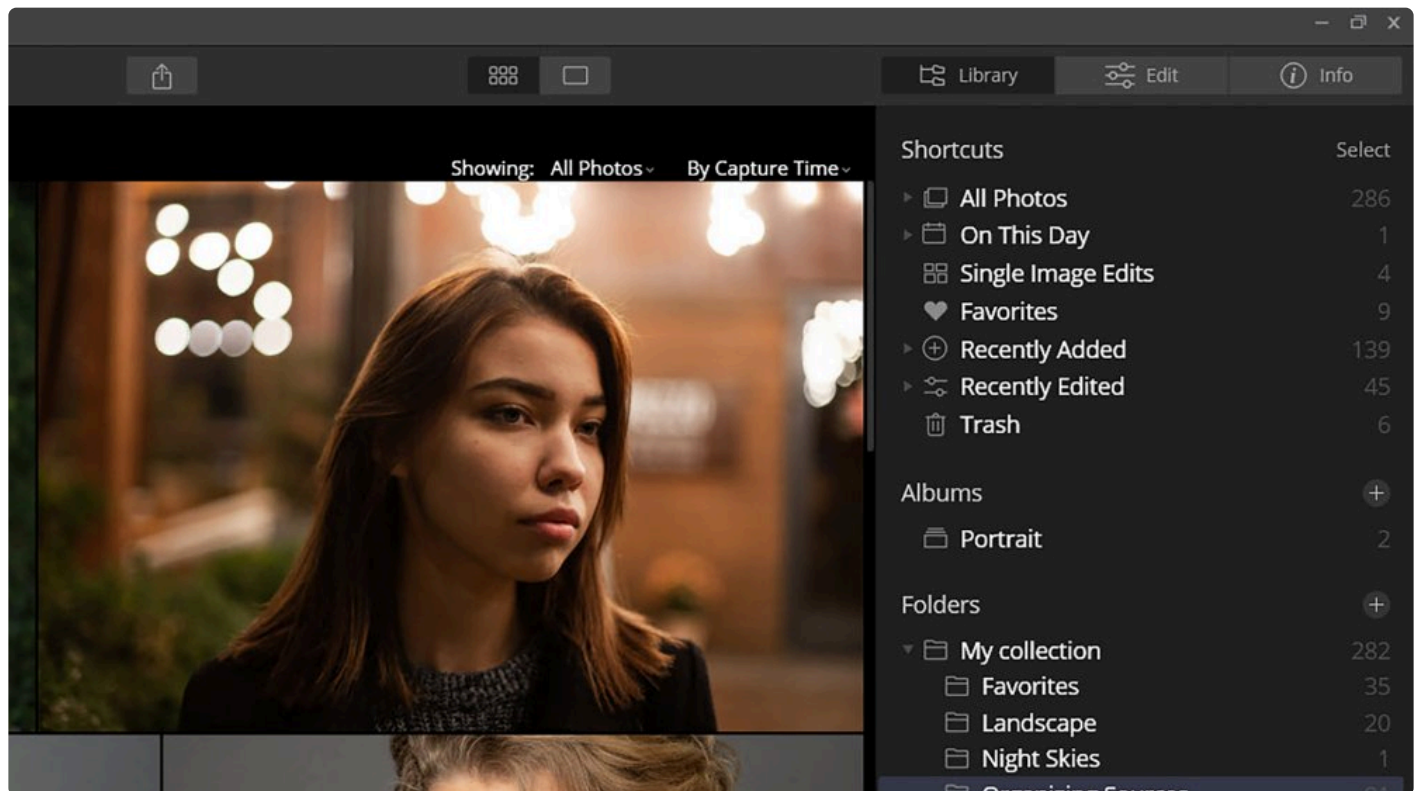 Library
Edit
Info
Showing: All Photos By Capture Time
Shortcuts Select
All Photos 286
On This Day 1
Single Image Edits 4
Favorites 9
Recently Added 139
Recently Edited 45
Trash 6
Albums
Portrait 2
Folders
My collection 282
Favorites 35
Landscape 20
Night Skies 1